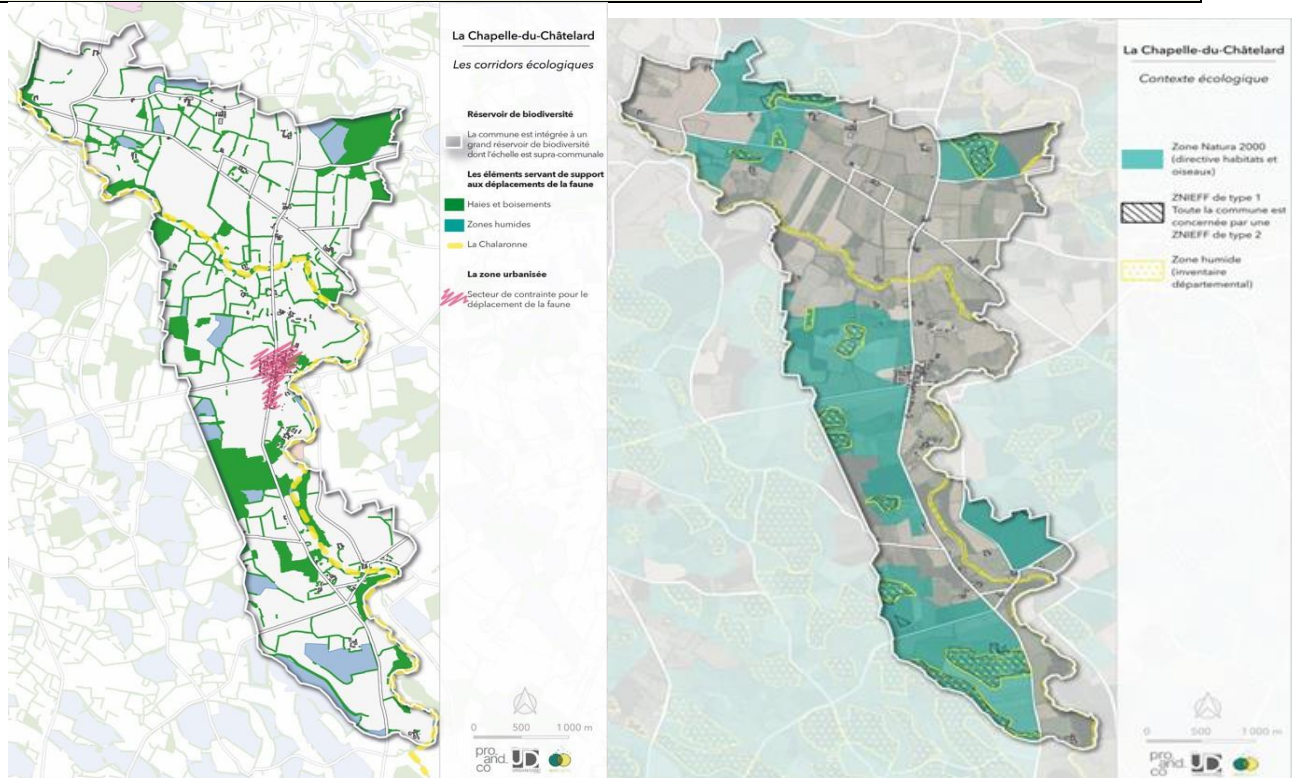 La Chapelle-du-Châtelard
Les corridors écologiques
Réservoir de biodiversité
La commune est intégrée à un
grand réservoir de biodiversité
dont l'échelle est supra-communale
Les éléments servant de support
aux déplacements de la faune
Haies et boisements
Zones humides
La Chalaronne
La zone urbanisée
Secteur de contrainte pour le
déplacement de la faune
0 500 1 000 m
pro.
and.
co
UD
La Chapelle-du-Châtelard
Contexte écologique
Zone Natura 2000
(directive habitats et
oiseaux)
ZNIEFF de type 1
Toute la commune est
concernée par une
ZNIEFF de type 2
Zone humide
(inventaire
départemental)
0 500 1 000 m
pro.
and.
co
UD